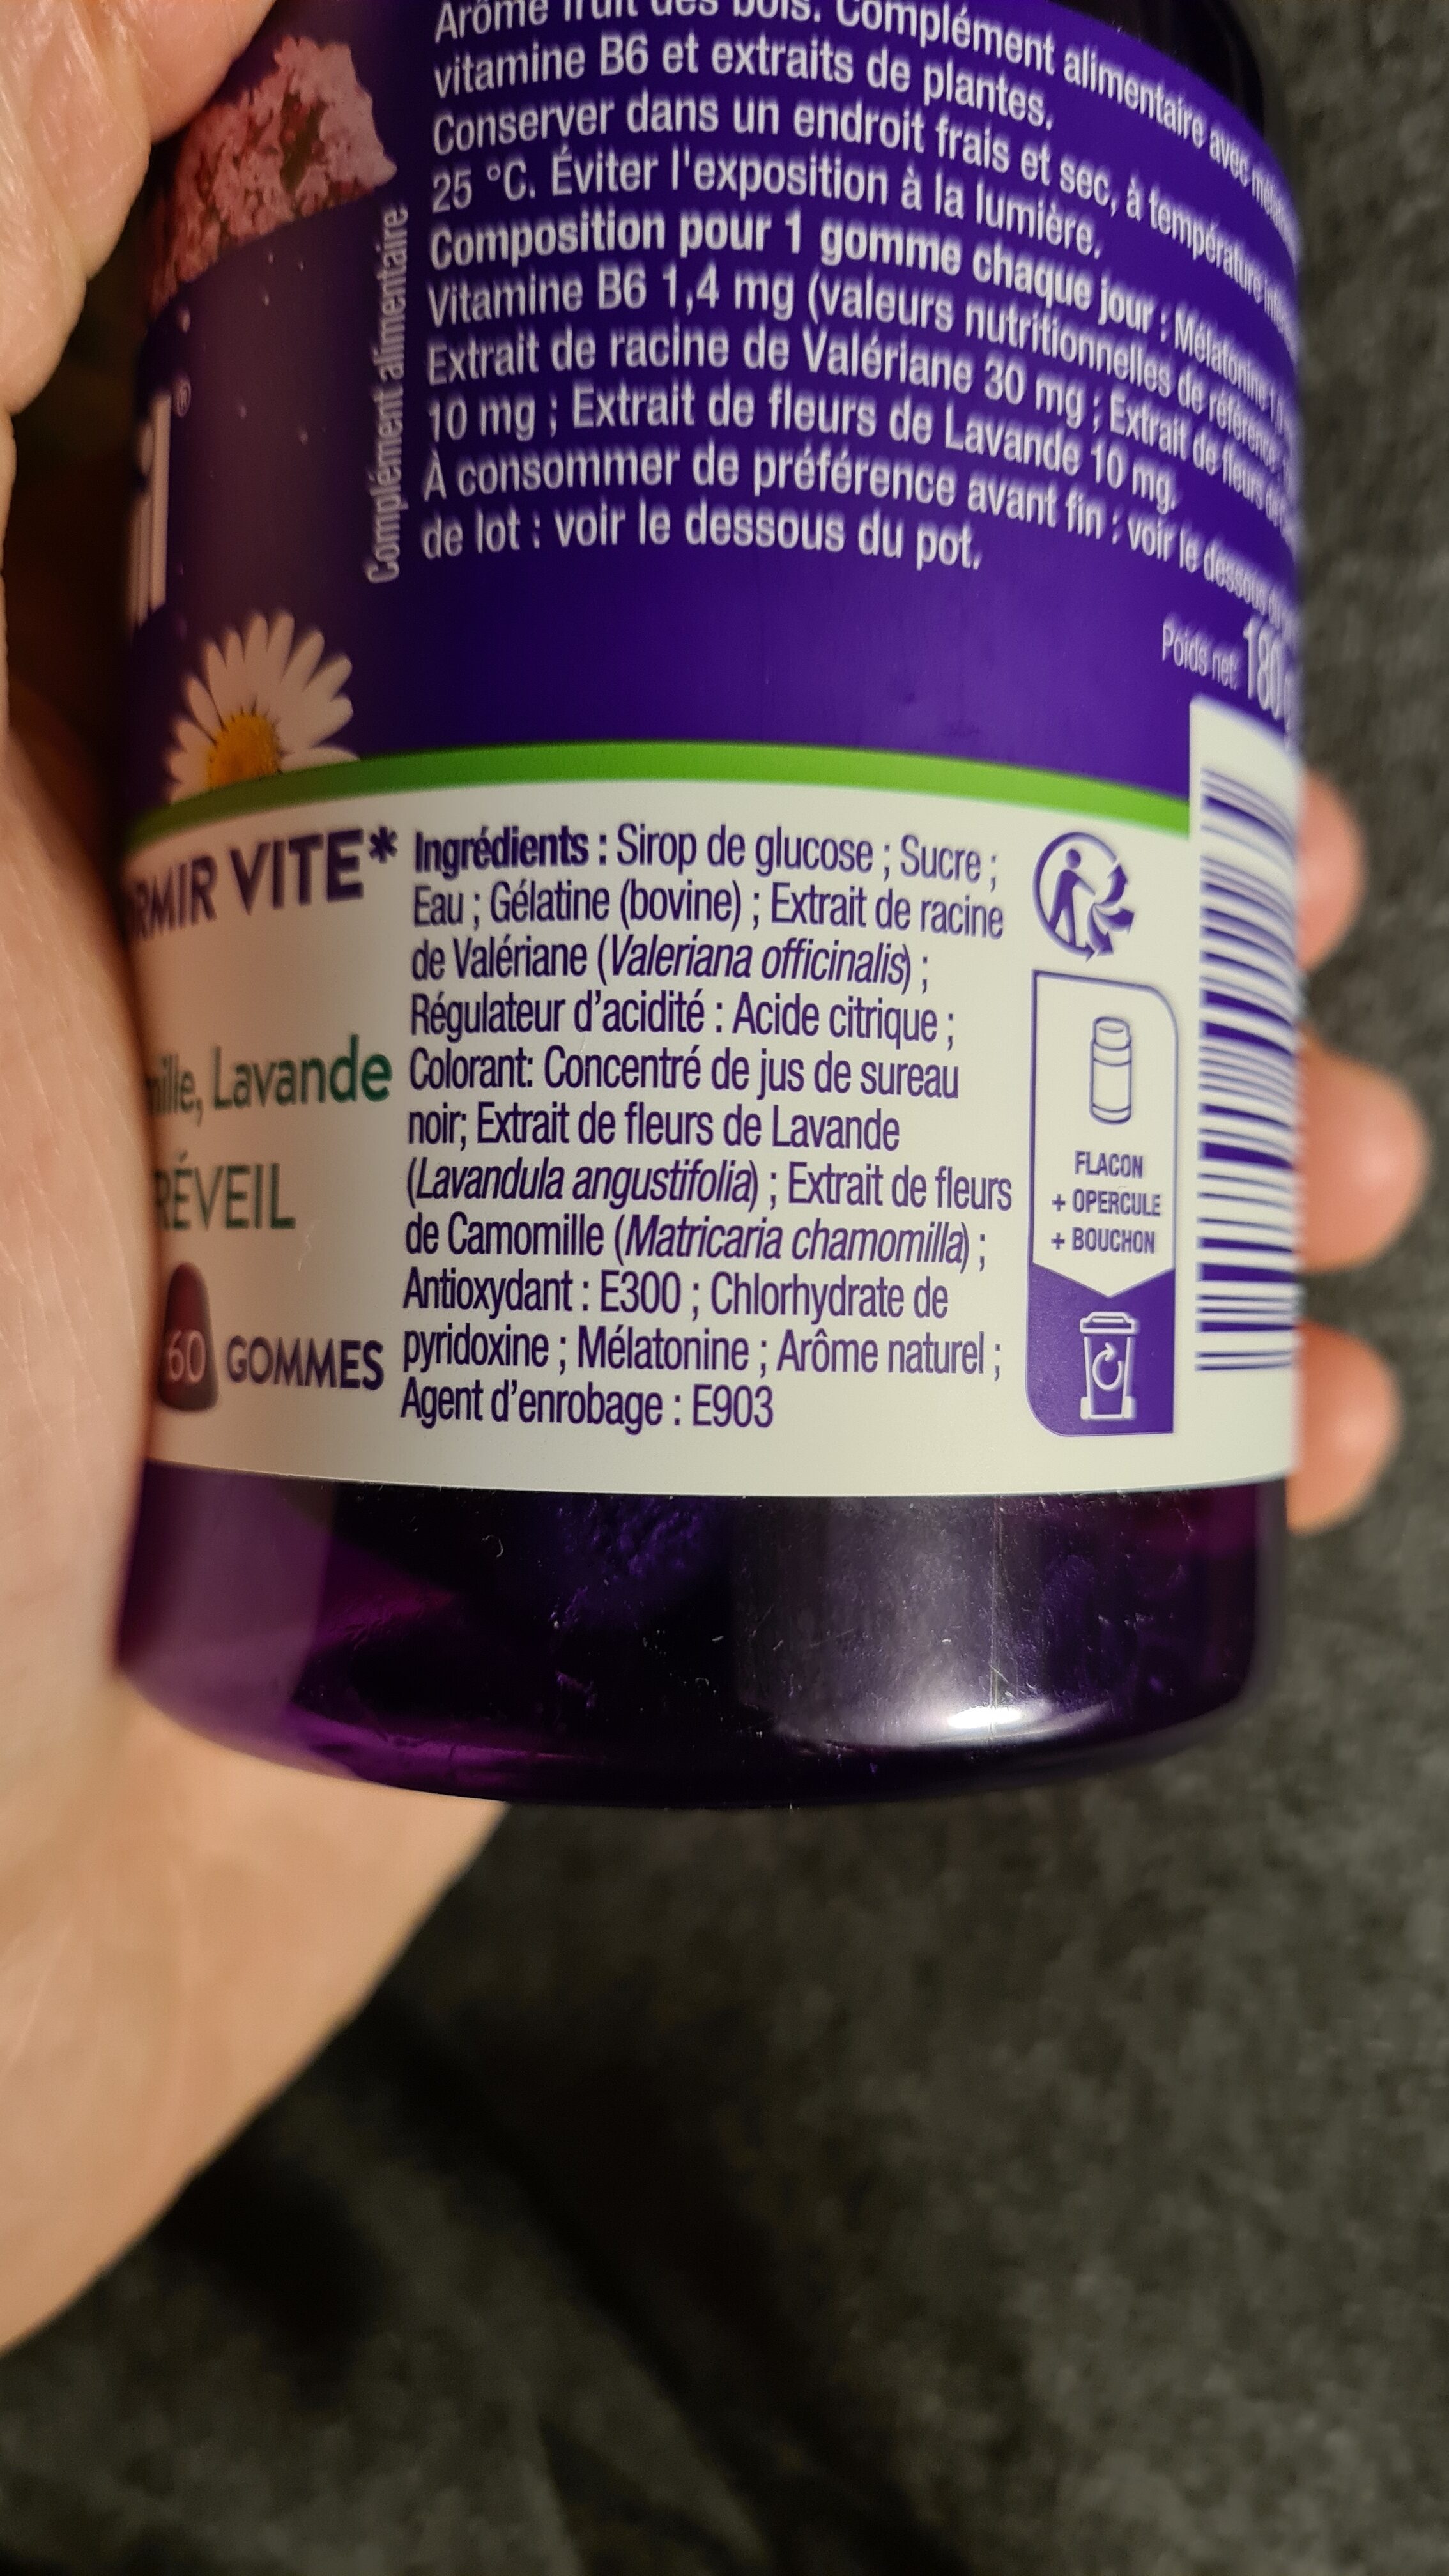 Arôme fruit des bois. Complément alimentaire avec
vitamine B6 et extraits de plantes.
Conserver dans un endroit frais et sec, à température
25 °C. Éviter l'exposition à la lumière.
Composition pour 1 gomme chaque jour : Mélatonine
Vitamine B6 1,4 mg (valeurs nutritionnelles de référence
Extrait de racine de Valériane 30 mg ; Extrait de fleurs de
10 mg ; Extrait de fleurs de Lavande 10 mg.
À consommer de préférence avant fin : voir le dessous
de lot : voir le dessous du pot.
Complément alimentaire
®
Poids net: 180
RMIR VITE*
ille, Lavande
RÉVEIL
60 GOMMES
Ingrédients : Sirop de glucose ; Sucre ;
Eau ; Gélatine (bovine) ; Extrait de racine
de Valériane (Valeriana officinalis) ;
Régulateur d'acidité : Acide citrique ;
Colorant: Concentré de jus de sureau
noir; Extrait de fleurs de Lavande
(Lavandula angustifolia) ; Extrait de fleurs
de Camomille (Matricaria chamomilla) ;
Antioxydant : E300 ; Chlorhydrate de
pyridoxine ; Mélatonine ; Arôme naturel ;
Agent d'enrobage : E903
FLACON
+ OPERCULE
+ BOUCHON